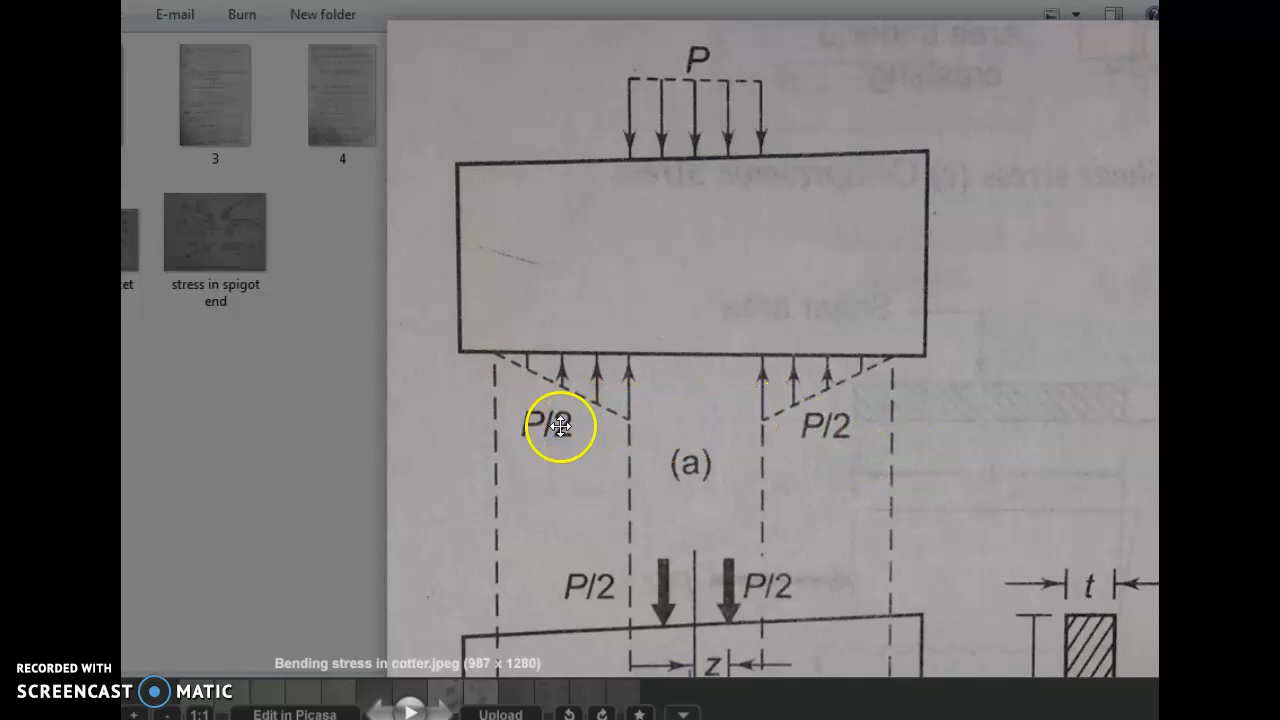 E-mail Burn New folder
3
4
et
stress in spigot
end
P
P/2
P/2
(a)
P/2
P/2
t
z
Bending stress in cotter.jpeg (987 x 1280)
RECORDED WITH
SCREENCAST MATIC
1:1
Edit in Picasa
Upload